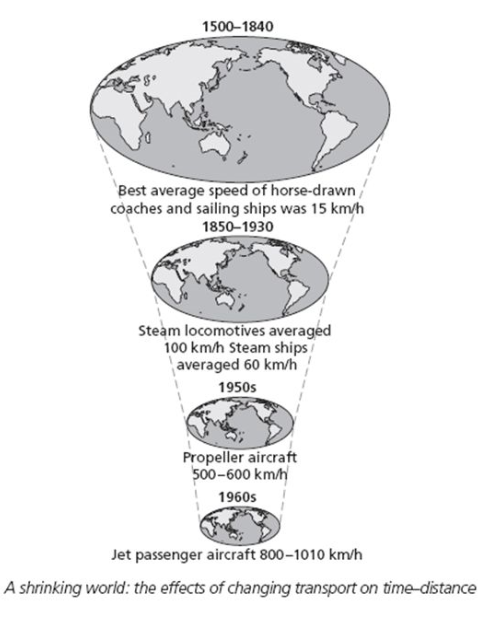 1500–1840
Best average speed of horse-drawn
coaches and sailing ships was 15 km/h
1850–1930
Steam locomotives averaged
100 km/h Steam ships
averaged 60 km/h
1950s
Propeller aircraft
500–600 km/h
1960s
Jet passenger aircraft 800–1010 km/h
A shrinking world: the effects of changing transport on time–distance